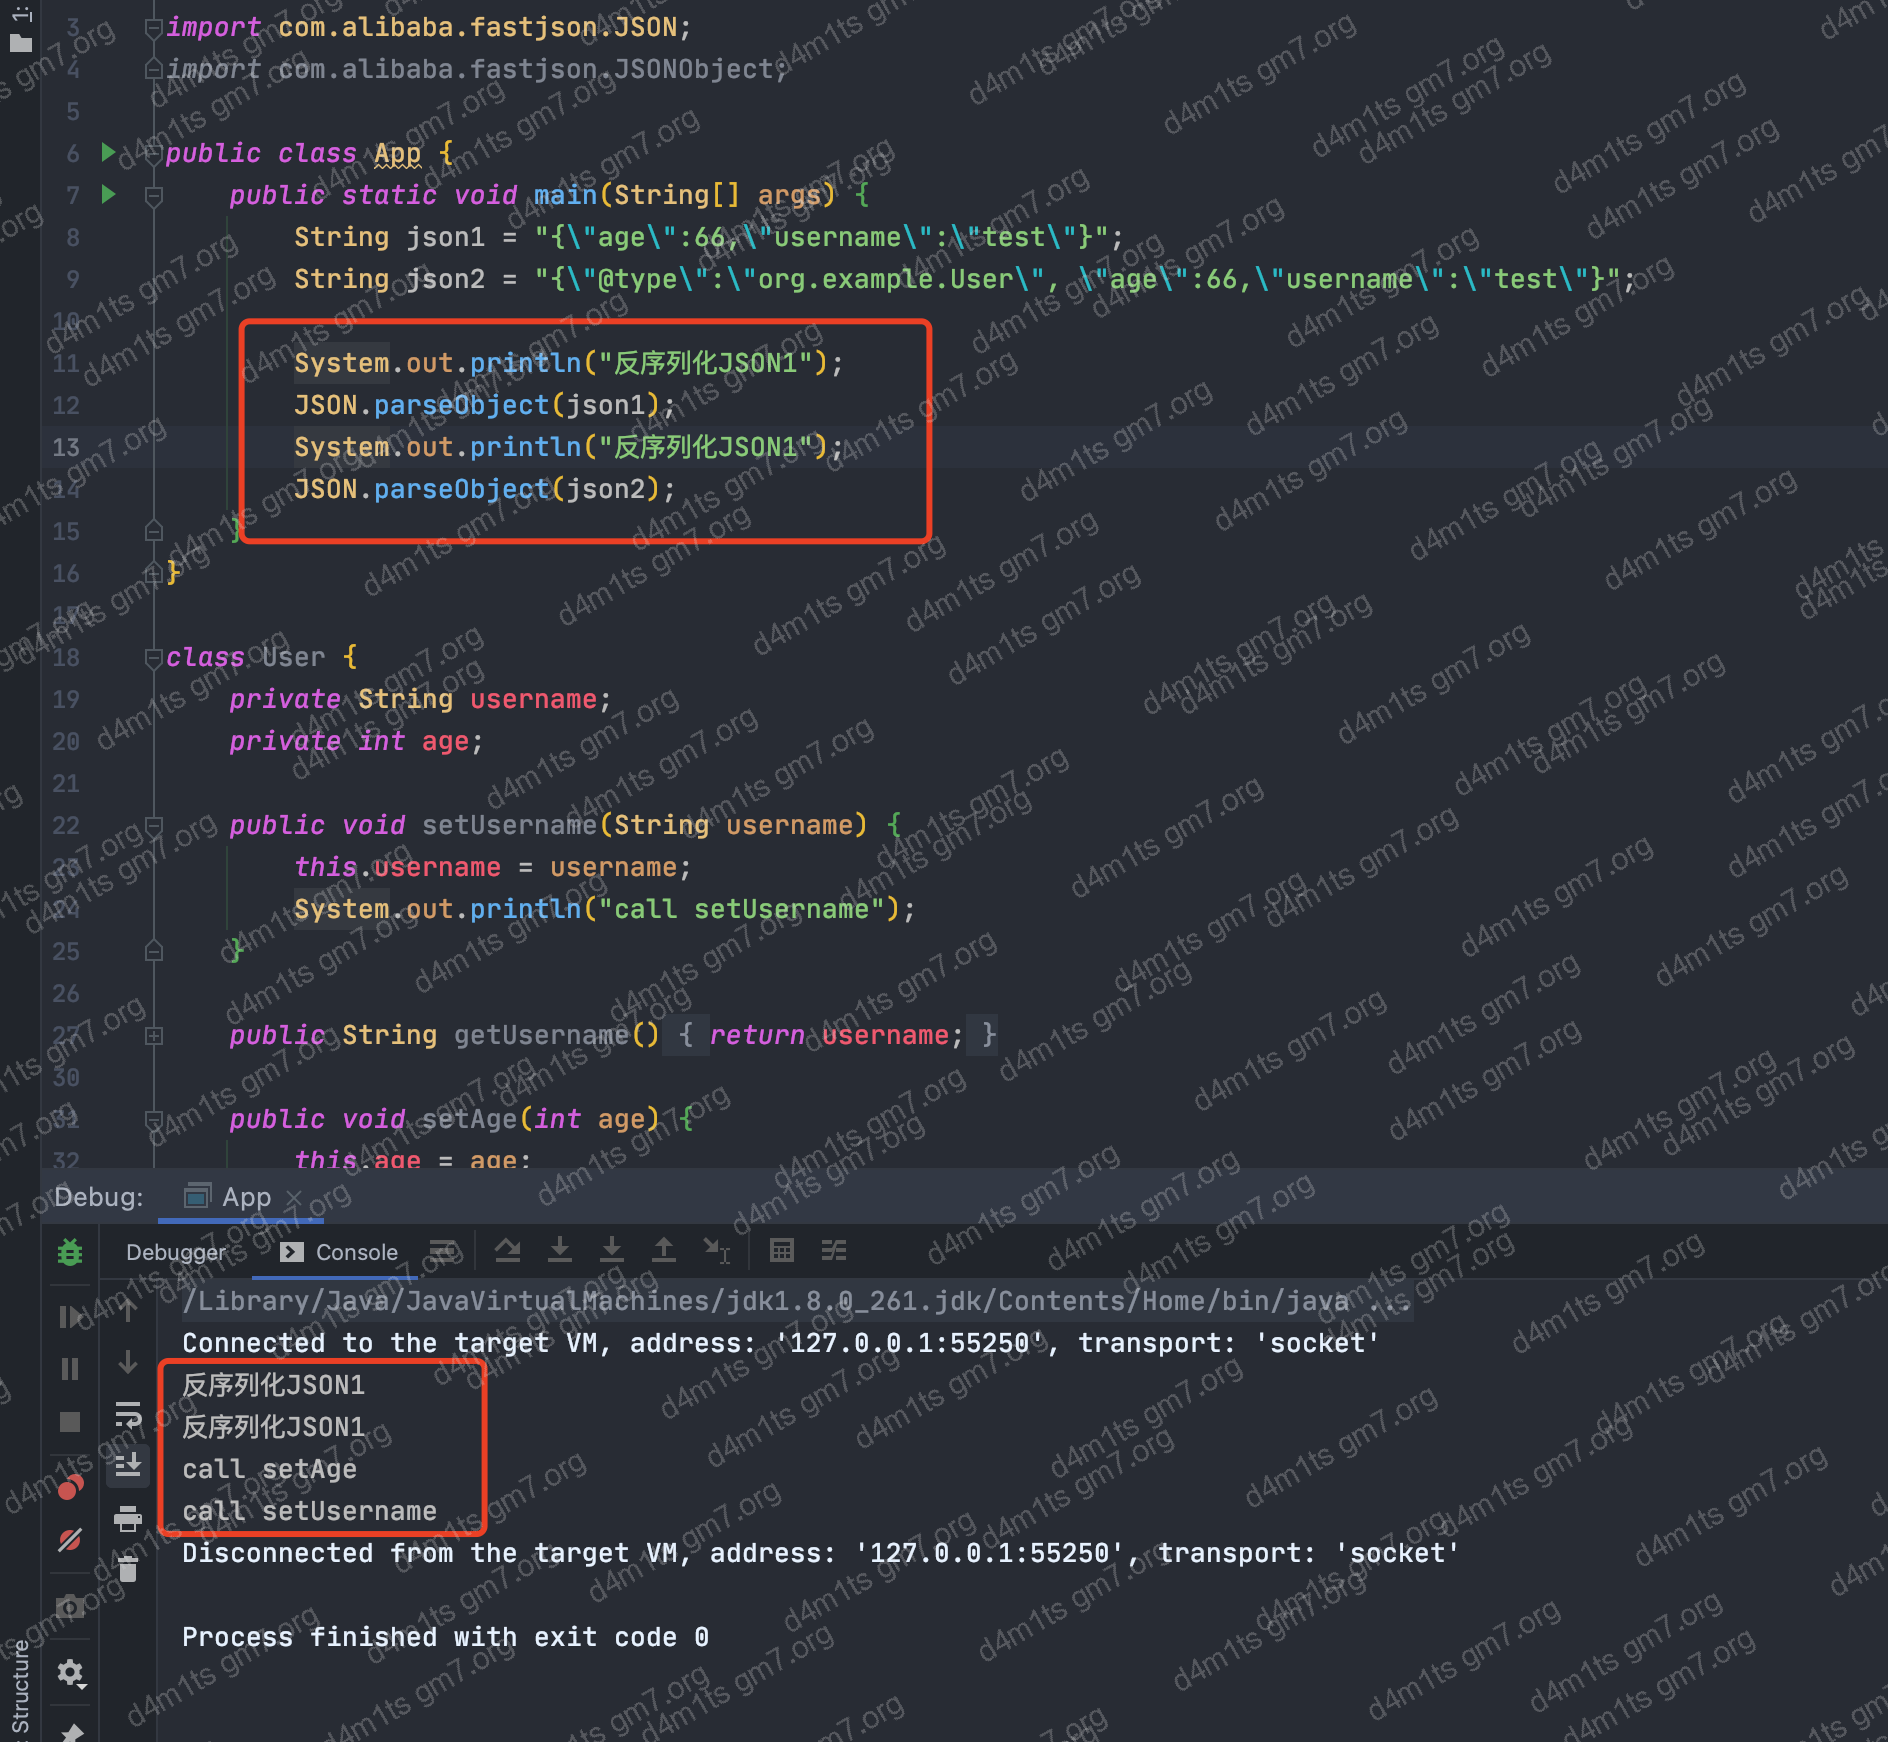 1:
3 import com.alibaba.fastjson.JSON;
4 import com.alibaba.fastjson.JSONObject;
5
6 public class App {
7 public static void main(String[] args) {
8 String json1 = "{\"age\":66,\"username\":\"test\"}";
9 String json2 = "{\"@type\":\"org.example.User\", \"age\":66,\"username\":\"test\"}";
10
11 System.out.println("反序列化JSON1");
12 JSON.parseObject(json1);
13 System.out.println("反序列化JSON1");
14 JSON.parseObject(json2);
15 }
16 }
17
18 class User {
19 private String username;
20 private int age;
21
22 public void setUsername(String username) {
23 this.username = username;
24 System.out.println("call setUsername");
25 }
26
27 public String getUsername() { return username; }
30
31 public void setAge(int age) {
32 this.age = age;
Debug: App
Debugger Console
/Library/Java/JavaVirtualMachines/jdk1.8.0_261.jdk/Contents/Home/bin/java ...
Connected to the target VM, address: '127.0.0.1:55250', transport: 'socket'
反序列化JSON1
反序列化JSON1
call setAge
call setUsername
Disconnected from the target VM, address: '127.0.0.1:55250', transport: 'socket'
Process finished with exit code 0
Structure
d4m1ts gm7.org